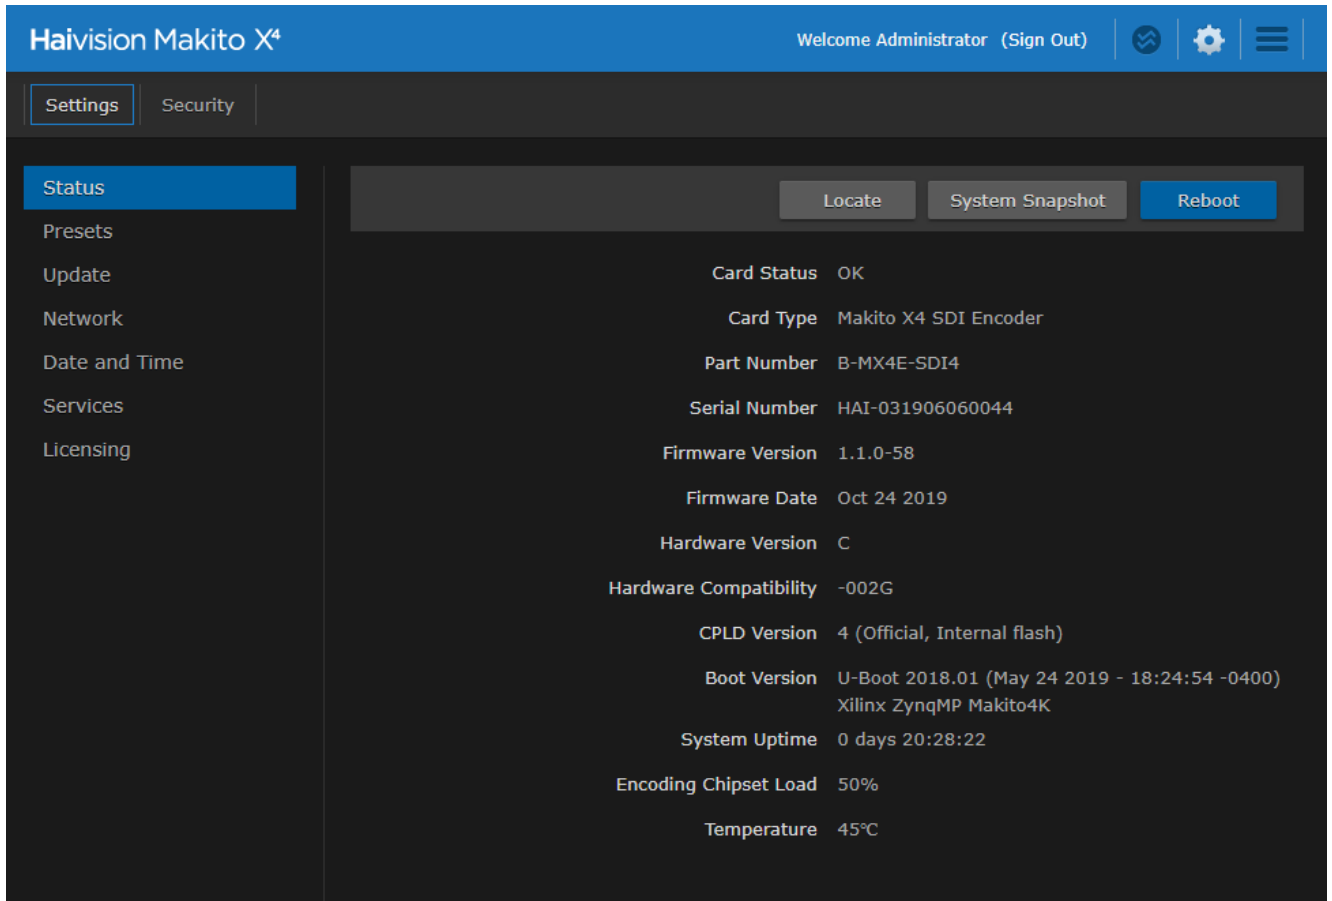 Haivision Makito X4
Welcome Administrator (Sign Out)
Settings
Security
Status
Presets
Update
Network
Date and Time
Services
Licensing
Locate
System Snapshot
Reboot
Card Status OK
Card Type Makito X4 SDI Encoder
Part Number B-MX4E-SDI4
Serial Number HAI-031906060044
Firmware Version 1.1.0-58
Firmware Date Oct 24 2019
Hardware Version C
Hardware Compatibility -002G
CPLD Version 4 (Official, Internal flash)
Boot Version U-Boot 2018.01 (May 24 2019 - 18:24:54 -0400)
Xilinx ZynqMP Makito4K
System Uptime 0 days 20:28:22
Encoding Chipset Load 50%
Temperature 45℃